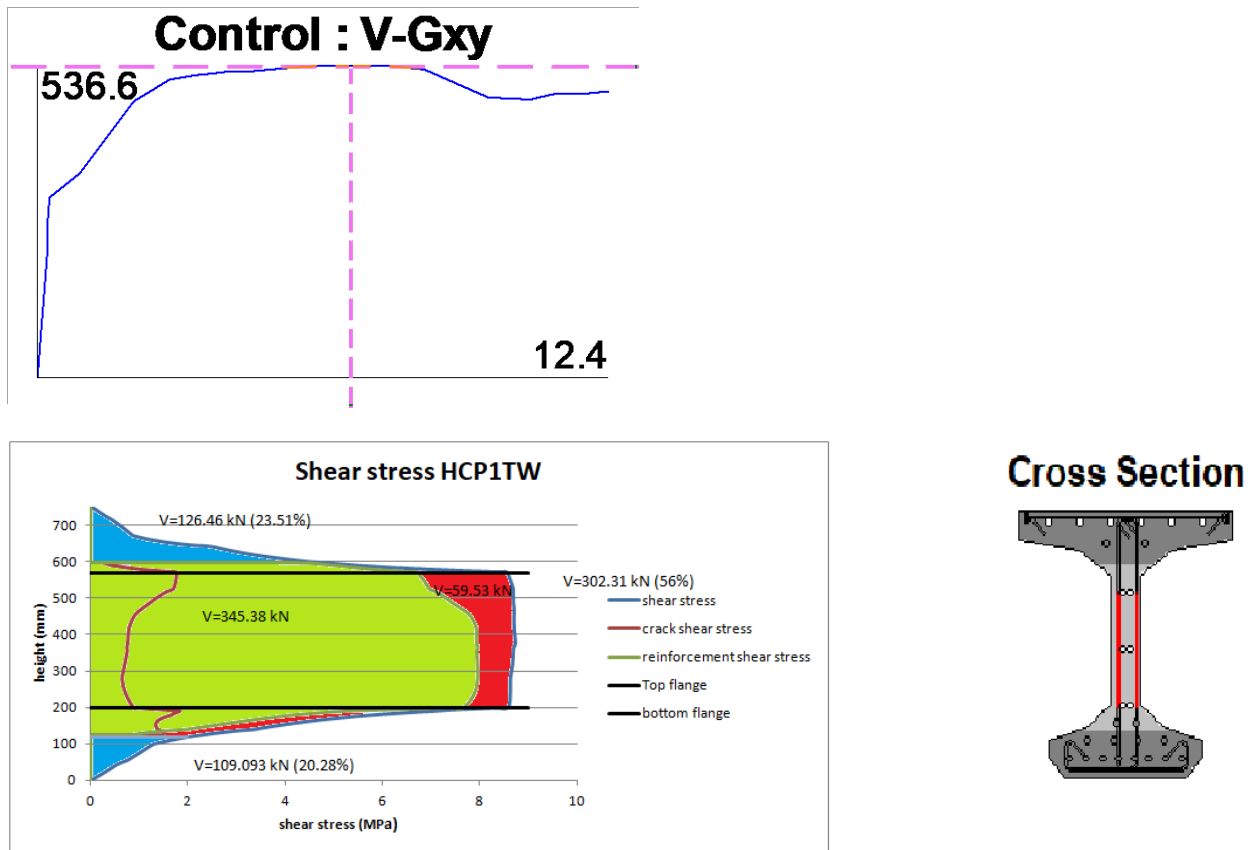 Control : V-Gxy
536.6
12.4
Shear stress HCP1TW
V=126.46 kN (23.51%)
V=302.31 kN (56%)
V=59.53 kN
V=345.38 kN
V=109.093 kN (20.28%)
shear stress
crack shear stress
reinforcement shear stress
Top flange
bottom flange
height (mm)
700
600
500
400
300
200
100
0
0 2 4 6 8 10
shear stress (MPa)
Cross Section